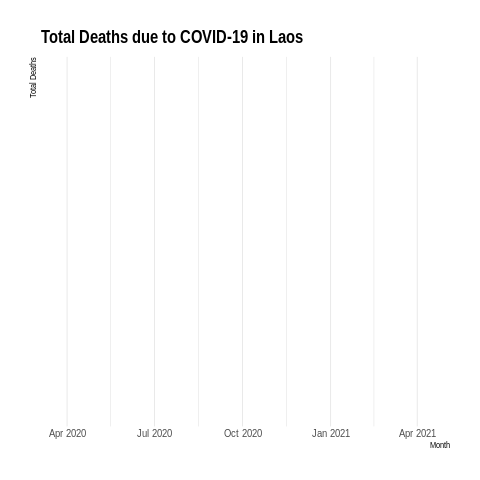 Total Deaths due to COVID-19 in Laos
Total Deaths
Apr 2020 Jul 2020 Oct 2020 Jan 2021 Apr 2021
Month